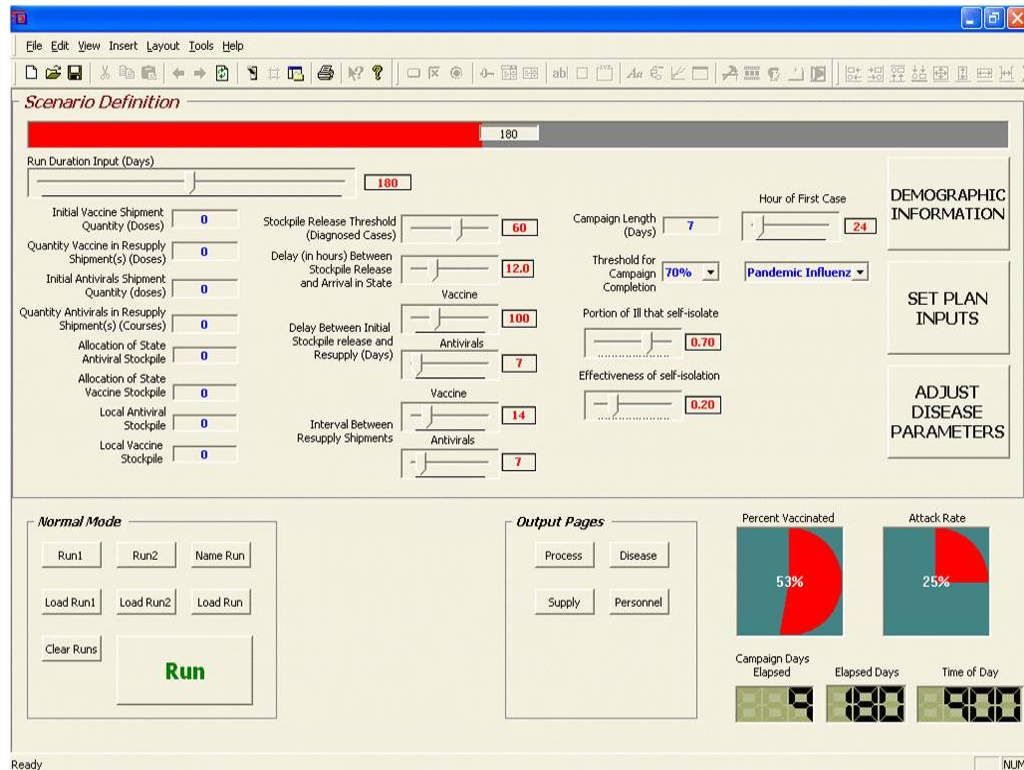 File Edit View Insert Layout Tools Help
ab Aa
Scenario Definition
180
Run Duration Input (Days)
180
Initial Vaccine Shipment
Quantity (Doses)
0
Quantity Vaccine in Resupply
Shipment(s) (Doses)
0
Initial Antivirals Shipment
Quantity (doses)
0
Quantity Antivirals in Resupply
Shipment(s) (Courses)
0
Allocation of State
Antiviral Stockpile
0
Allocation of State
Vaccine Stockpile
0
Local Antiviral
Stockpile
0
Local Vaccine
Stockpile
0
Stockpile Release Threshold
(Diagnosed Cases)
60
Delay (in hours) Between
Stockpile Release
and Arrival in State
12.0
Delay Between Initial
Stockpile release and
Resupply (Days)
Vaccine
100
Antivirals
7
Interval Between
Resupply Shipments
Vaccine
14
Antivirals
7
Campaign Length
(Days)
7
Threshold for
Campaign
Completion
70%
Portion of Ill that self-isolate
0.70
Effectiveness of self-isolation
0.20
Hour of First Case
24
Pandemic Influenz
DEMOGRAPHIC
INFORMATION
SET PLAN
INPUTS
ADJUST
DISEASE
PARAMETERS
Normal Mode
Run1 Run2 Name Run
Load Run1 Load Run2 Load Run
Clear Runs
Run
Output Pages
Process Disease
Supply Personnel
Percent Vaccinated
53%
Attack Rate
25%
Campaign Days
Elapsed
9
Elapsed Days
180
Time of Day
900
Ready
NUM